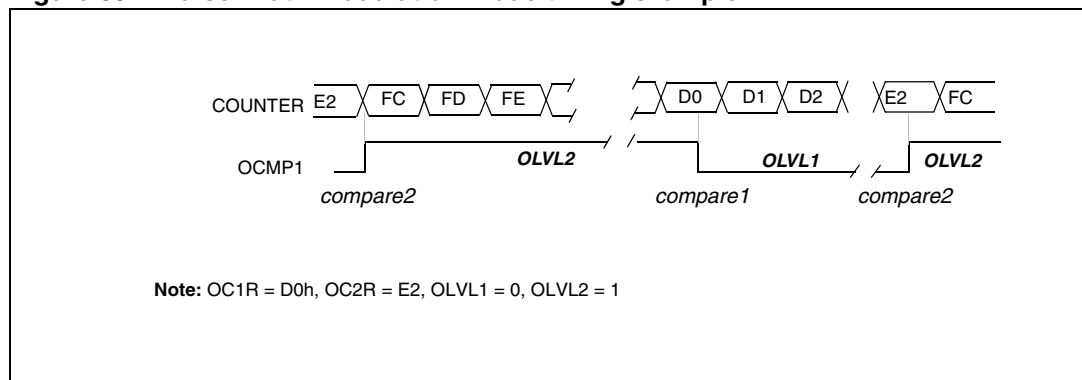 COUNTER E2 FC FD FE D0 D1 D2 E2 FC
OCMP1 OLVL2 OLVL1 OLVL2
compare2 compare1 compare2
Note: OC1R = D0h, OC2R = E2, OLVL1 = 0, OLVL2 = 1